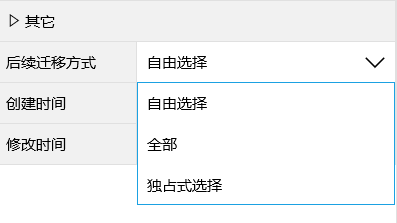 其它
后续迁移方式 自由选择
创建时间 自由选择
修改时间 全部
独占式选择